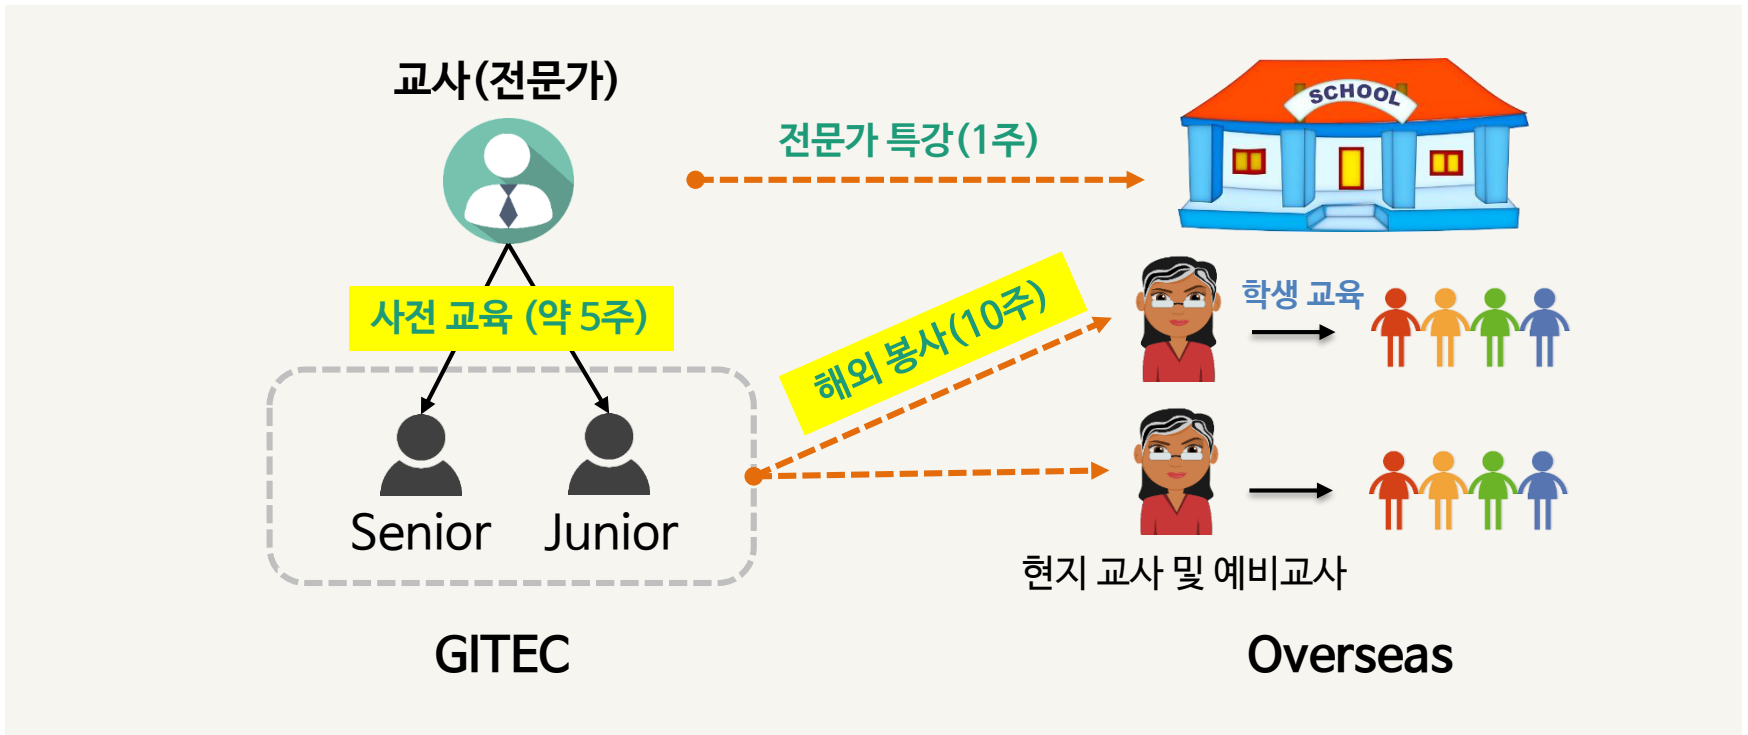 교사(전문가)
SCHOOL
전문가 특강(1주)
사전 교육 (약 5주)
해외 봉사(10주)
학생 교육
Senior
Junior
현지 교사 및 예비교사
GITEC
Overseas